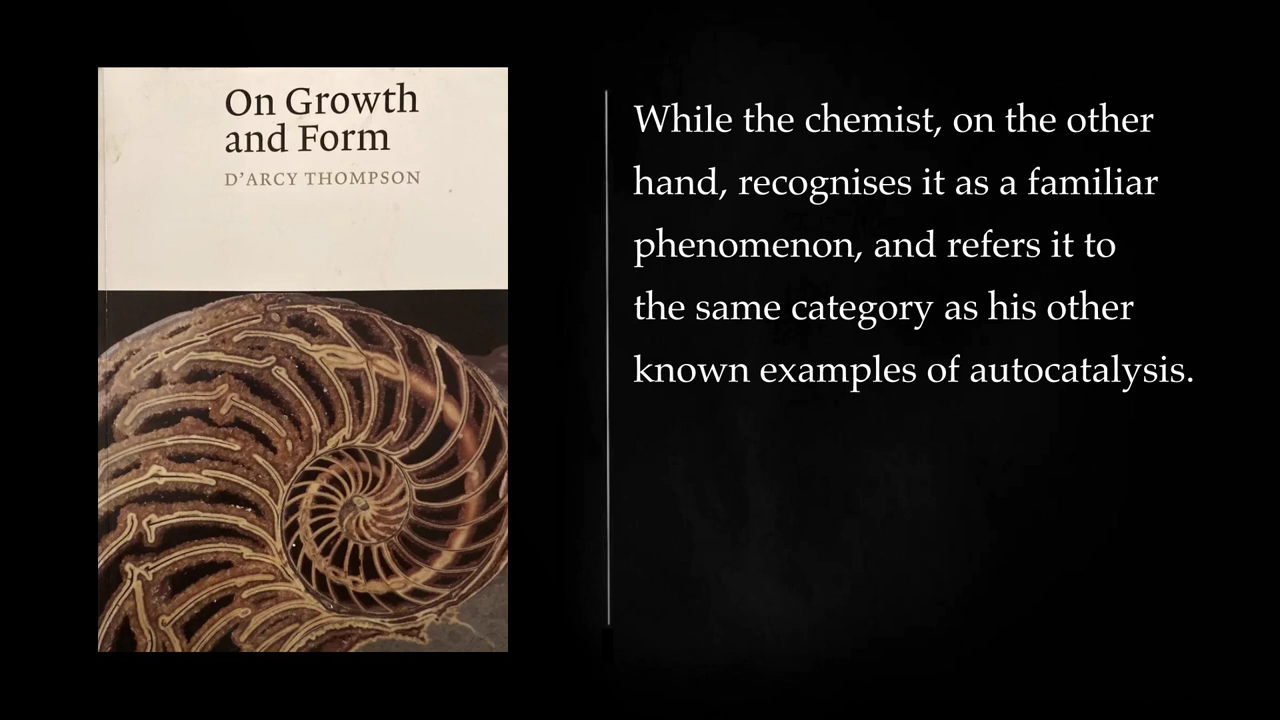 On Growth
and Form
D'ARCY THOMPSON
While the chemist, on the other
hand, recognises it as a familiar
phenomenon, and refers it to
the same category as his other
known examples of autocatalysis.